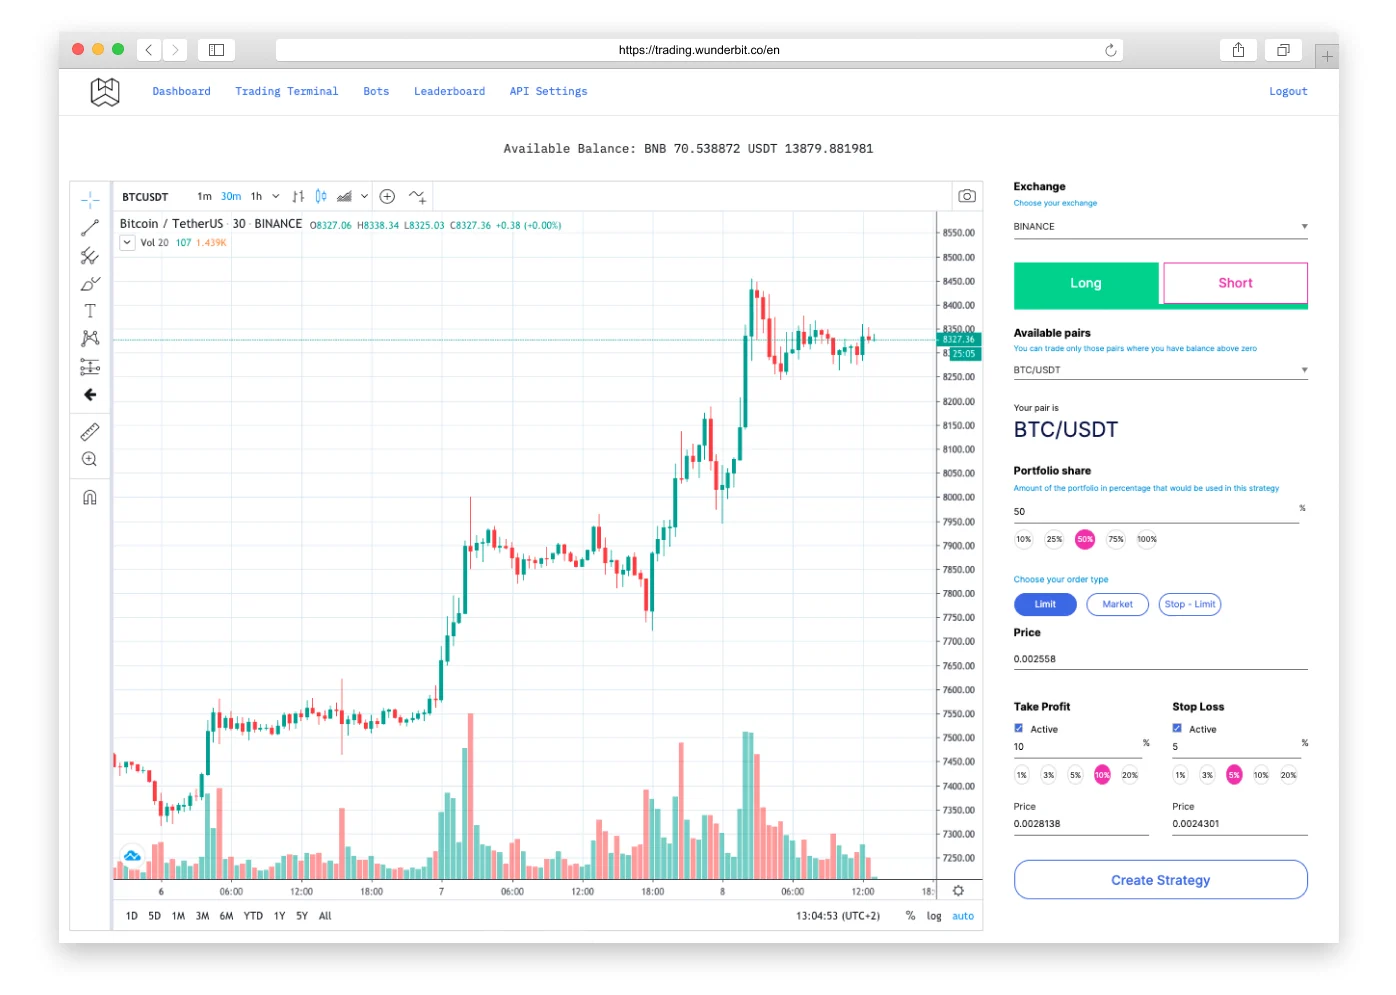 https://trading.wunderbit.co/en
Dashboard Trading Terminal Bots Leaderboard API Settings Logout
Available Balance: BNB 70.538872 USDT 13879.881981
BTCUSDT 1m 30m 1h
Bitcoin / TetherUS · 30 · BINANCE O8327.06 H8338.34 L8325.03 C8327.36 +0.38 (+0.00%)
Vol 20 107 1.439K
8550.00
8500.00
8450.00
8400.00
8350.00
8327.36
25:05
8250.00
8200.00
8150.00
8100.00
8050.00
8000.00
7950.00
7900.00
7850.00
7800.00
7750.00
7700.00
7650.00
7600.00
7550.00
7500.00
7450.00
7400.00
7350.00
7300.00
7250.00
6 06:00 12:00 18:00 7 06:00 12:00 18:00 8 06:00 12:00 18:
1D 5D 1M 3M 6M YTD 1Y 5Y All 13:04:53 (UTC+2) % log auto
Exchange
Choose your exchange
BINANCE
Long Short
Available pairs
You can trade only those pairs where you have balance above zero
BTC/USDT
Your pair is
BTC/USDT
Portfolio share
Amount of the portfolio in percentage that would be used in this strategy
50 %
10% 25% 50% 75% 100%
Choose your order type
Limit Market Stop - Limit
Price
0.002558
Take Profit Stop Loss
Active Active
10 % 5 %
1% 3% 5% 10% 20% 1% 3% 5% 10% 20%
Price Price
0.0028138 0.0024301
Create Strategy